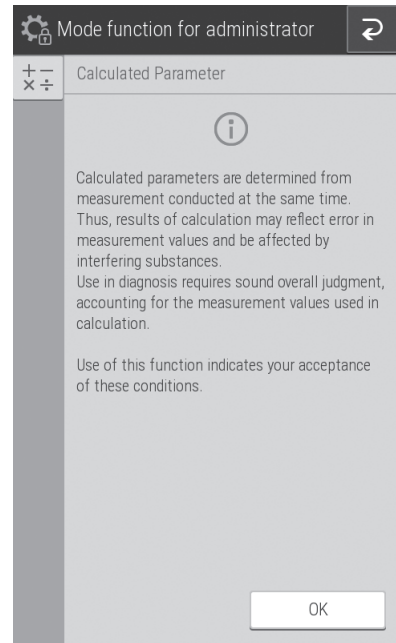 Mode function for administrator
Calculated Parameter
Calculated parameters are determined from
measurement conducted at the same time.
Thus, results of calculation may reflect error in
measurement values and be affected by
interfering substances.
Use in diagnosis requires sound overall judgment,
accounting for the measurement values used in
calculation.
Use of this function indicates your acceptance
of these conditions.
OK